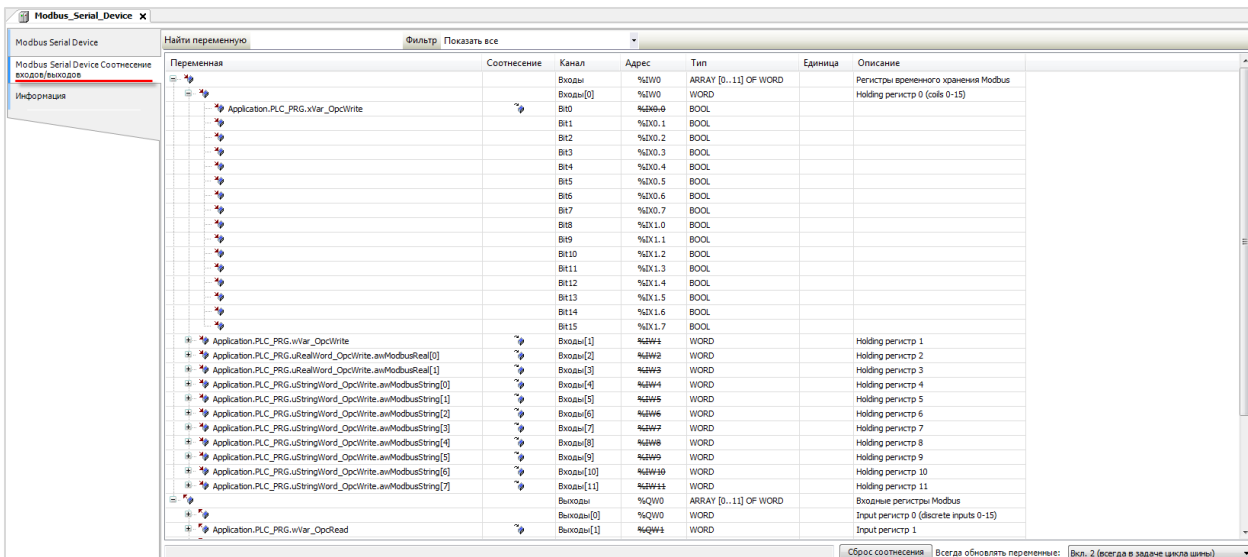 Modbus_Serial_Device X
Modbus Serial Device
Modbus Serial Device Соотнесение входов/выходов
Информация
Найти переменную Фильтр Показать все
Переменная Соотнесение Канал Адрес Тип Единица Описание
Входы %IW0 ARRAY [0..11] OF WORD Регистры временного хранения Modbus
Входы[0] %IW0 WORD Holding регистр 0 (coils 0-15)
Application.PLC_PRG.xVar_OpcWrite Bit0 %IX0.0 BOOL
Bit1 %IX0.1 BOOL
Bit2 %IX0.2 BOOL
Bit3 %IX0.3 BOOL
Bit4 %IX0.4 BOOL
Bit5 %IX0.5 BOOL
Bit6 %IX0.6 BOOL
Bit7 %IX0.7 BOOL
Bit8 %IX1.0 BOOL
Bit9 %IX1.1 BOOL
Bit10 %IX1.2 BOOL
Bit11 %IX1.3 BOOL
Bit12 %IX1.4 BOOL
Bit13 %IX1.5 BOOL
Bit14 %IX1.6 BOOL
Bit15 %IX1.7 BOOL
Application.PLC_PRG.wVar_OpcWrite Входы[1] %IW1 WORD Holding регистр 1
Application.PLC_PRG.uRealWord_OpcWrite.awModbusReal[0] Входы[2] %IW2 WORD Holding регистр 2
Application.PLC_PRG.uRealWord_OpcWrite.awModbusReal[1] Входы[3] %IW3 WORD Holding регистр 3
Application.PLC_PRG.uStringWord_OpcWrite.awModbusString[0] Входы[4] %IW4 WORD Holding регистр 4
Application.PLC_PRG.uStringWord_OpcWrite.awModbusString[1] Входы[5] %IW5 WORD Holding регистр 5
Application.PLC_PRG.uStringWord_OpcWrite.awModbusString[2] Входы[6] %IW6 WORD Holding регистр 6
Application.PLC_PRG.uStringWord_OpcWrite.awModbusString[3] Входы[7] %IW7 WORD Holding регистр 7
Application.PLC_PRG.uStringWord_OpcWrite.awModbusString[4] Входы[8] %IW8 WORD Holding регистр 8
Application.PLC_PRG.uStringWord_OpcWrite.awModbusString[5] Входы[9] %IW9 WORD Holding регистр 9
Application.PLC_PRG.uStringWord_OpcWrite.awModbusString[6] Входы[10] %IW10 WORD Holding регистр 10
Application.PLC_PRG.uStringWord_OpcWrite.awModbusString[7] Входы[11] %IW11 WORD Holding регистр 11
Выходы %QW0 ARRAY [0..11] OF WORD Входные регистры Modbus
Выходы[0] %QW0 WORD Input регистр 0 (discrete inputs 0-15)
Application.PLC_PRG.wVar_OpcRead Выходы[1] %QW1 WORD Input регистр 1
Сброс соотнесения Всегда обновлять переменные: Вкл. 2 (всегда в задаче цикла шины)